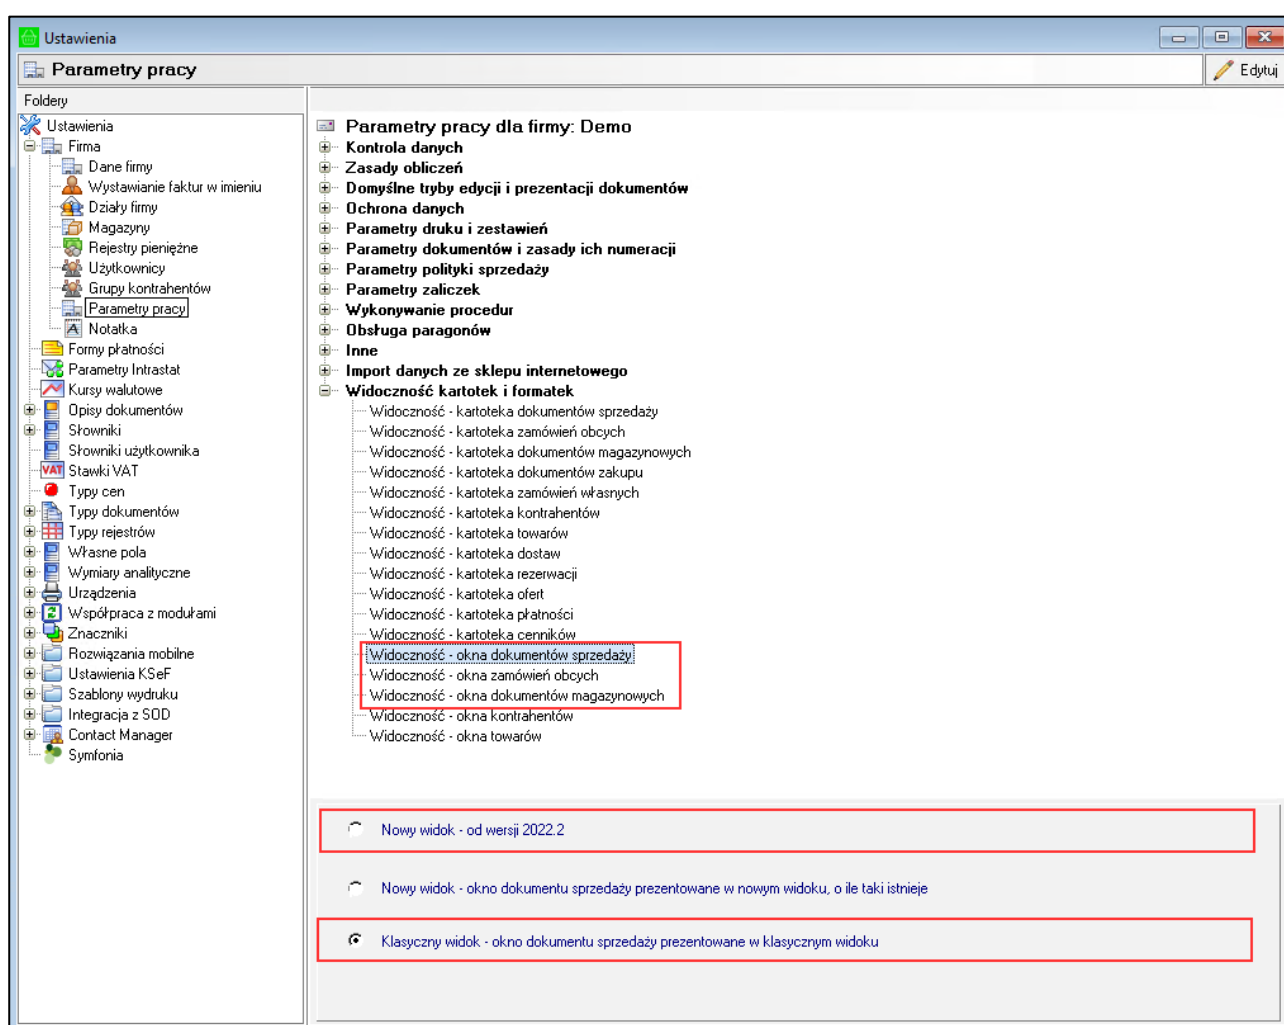 Ustawienia
Parametry pracy
Edytuj
Foldery
Ustawienia
Firma
Dane firmy
Wystawianie faktur w imieniu
Działy firmy
Magazyny
Rejestry pieniężne
Użytkownicy
Grupy kontrahentów
Parametry pracy
Notatka
Formy płatności
Parametry Intrastat
Kursy walutowe
Opisy dokumentów
Słowniki
Słowniki użytkownika
VAT Stawki VAT
Typy cen
Typy dokumentów
Typy rejestrów
Własne pola
Wymiary analityczne
Urządzenia
Współpraca z modułami
Znaczniki
Rozwiązania mobilne
Ustawienia KSeF
Szablony wydruku
Integracja z SOD
Contact Manager
Symfonia
Parametry pracy dla firmy: Demo
Kontrola danych
Zasady obliczeń
Domyślne tryby edycji i prezentacji dokumentów
Ochrona danych
Parametry druku i zestawień
Parametry dokumentów i zasady ich numeracji
Parametry polityki sprzedaży
Parametry zaliczek
Wykonywanie procedur
Obsługa paragonów
Inne
Import danych ze sklepu internetowego
Widoczność kartotek i formatek
Widoczność - kartoteka dokumentów sprzedaży
Widoczność - kartoteka zamówień obcych
Widoczność - kartoteka dokumentów magazynowych
Widoczność - kartoteka dokumentów zakupu
Widoczność - kartoteka zamówień własnych
Widoczność - kartoteka kontrahentów
Widoczność - kartoteka towarów
Widoczność - kartoteka dostaw
Widoczność - kartoteka rezerwacji
Widoczność - kartoteka ofert
Widoczność - kartoteka płatności
Widoczność - kartoteka cenników
Widoczność - okna dokumentów sprzedaży
Widoczność - okna zamówień obcych
Widoczność - okna dokumentów magazynowych
Widoczność - okna kontrahentów
Widoczność - okna towarów
Nowy widok - od wersji 2022.2
Nowy widok - okno dokumentu sprzedaży prezentowane w nowym widoku, o ile taki istnieje
Klasyczny widok - okno dokumentu sprzedaży prezentowane w klasycznym widoku